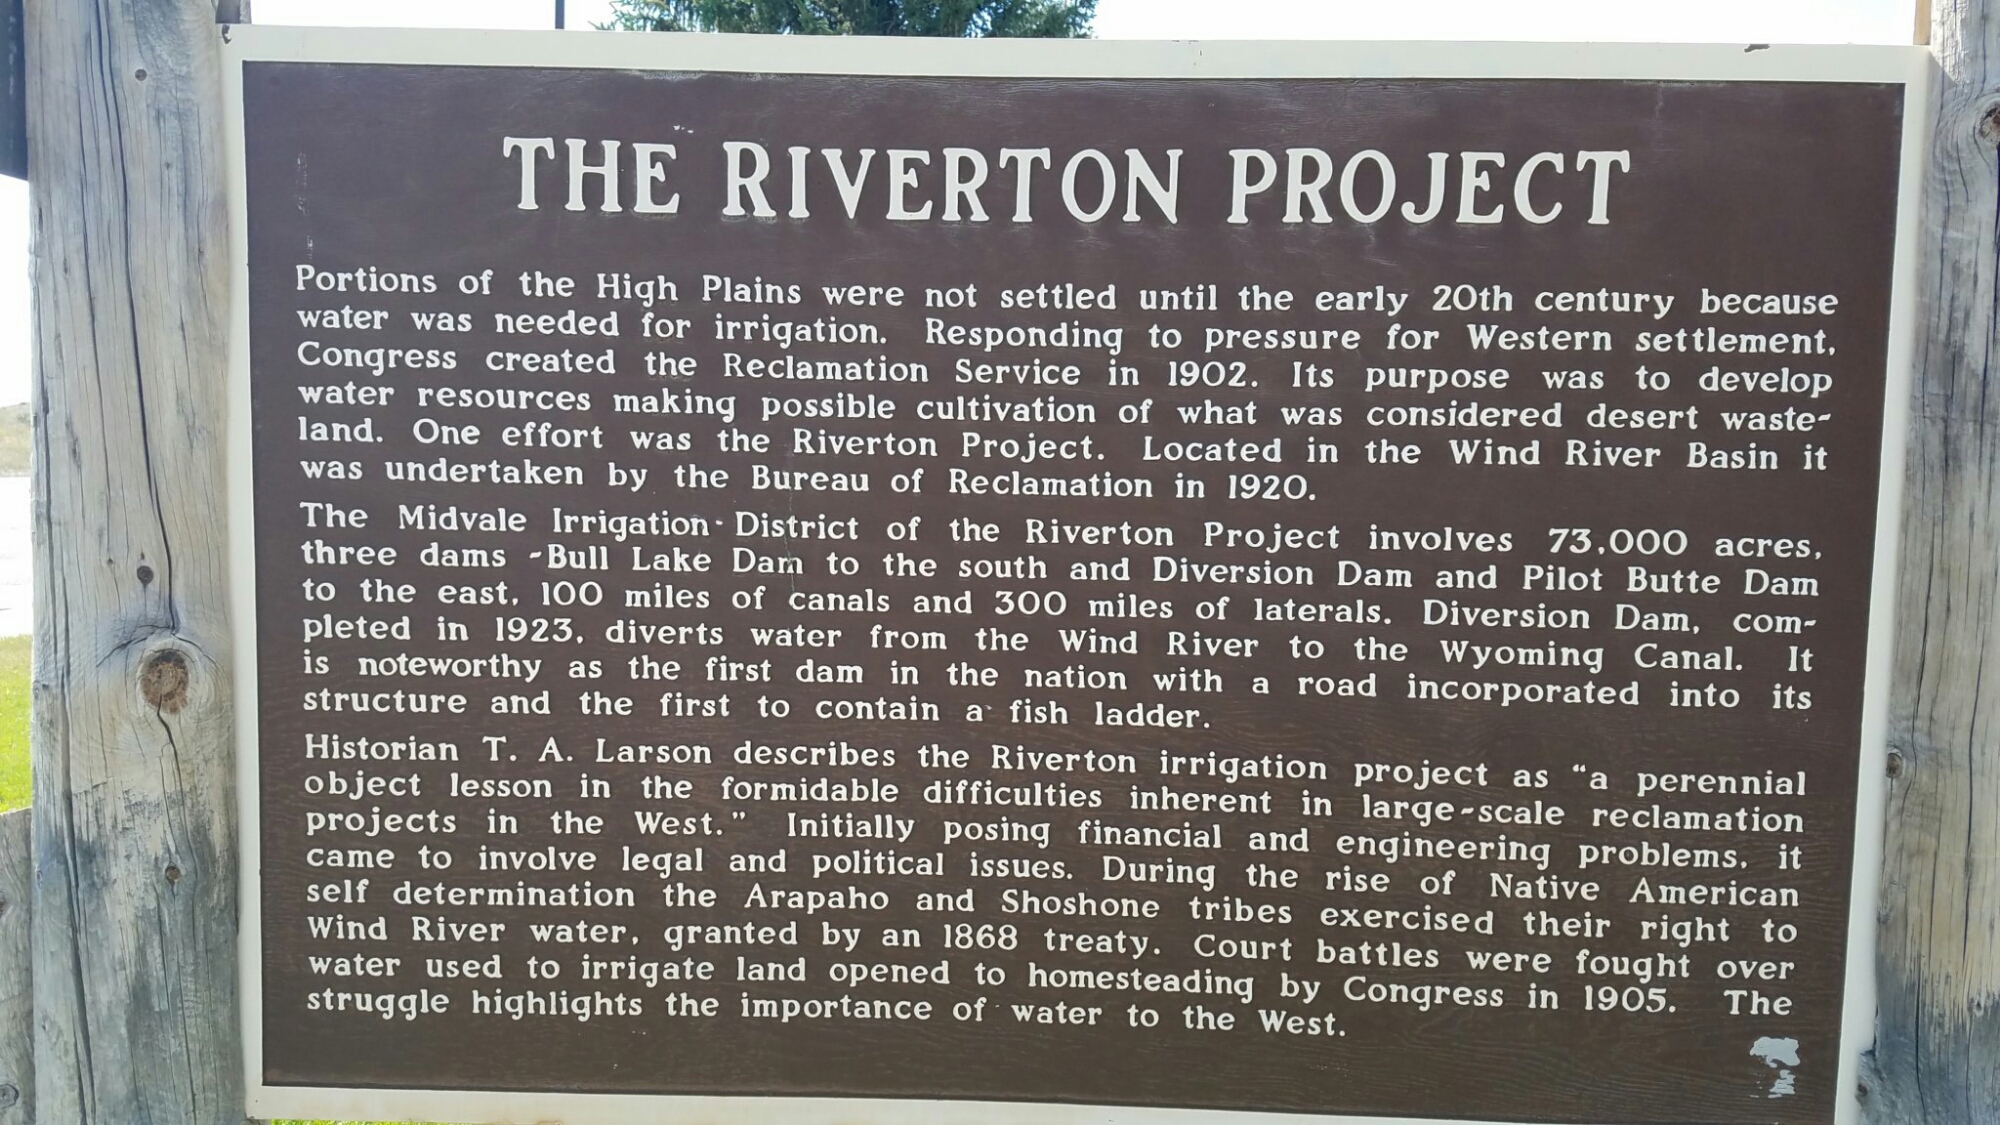 THE RIVERTON PROJECT
Portions of the High Plains were not settled until the early 20th century because
water was needed for irrigation. Responding to pressure for Western settlement,
Congress created the Reclamation Service in 1902. Its purpose was to develop
water resources making possible cultivation of what was considered desert waste-
land. One effort was the Riverton Project. Located in the Wind River Basin it
was undertaken by the Bureau of Reclamation in 1920.
The Midvale Irrigation District of the Riverton Project involves 73,000 acres,
three dams -Bull Lake Dam to the south and Diversion Dam and Pilot Butte Dam
to the east, 100 miles of canals and 300 miles of laterals. Diversion Dam, com-
pleted in 1923, diverts water from the Wind River to the Wyoming Canal. It
is noteworthy as the first dam in the nation with a road incorporated into its
structure and the first to contain a fish ladder.
Historian T. A. Larson describes the Riverton irrigation project as "a perennial
object lesson in the formidable difficulties inherent in large-scale reclamation
projects in the West." Initially posing financial and engineering problems, it
came to involve legal and political issues. During the rise of Native American
self determination the Arapaho and Shoshone tribes exercised their right to
Wind River water, granted by an 1868 treaty. Court battles were fought over
water used to irrigate land opened to homesteading by Congress in 1905. The
struggle highlights the importance of water to the West.